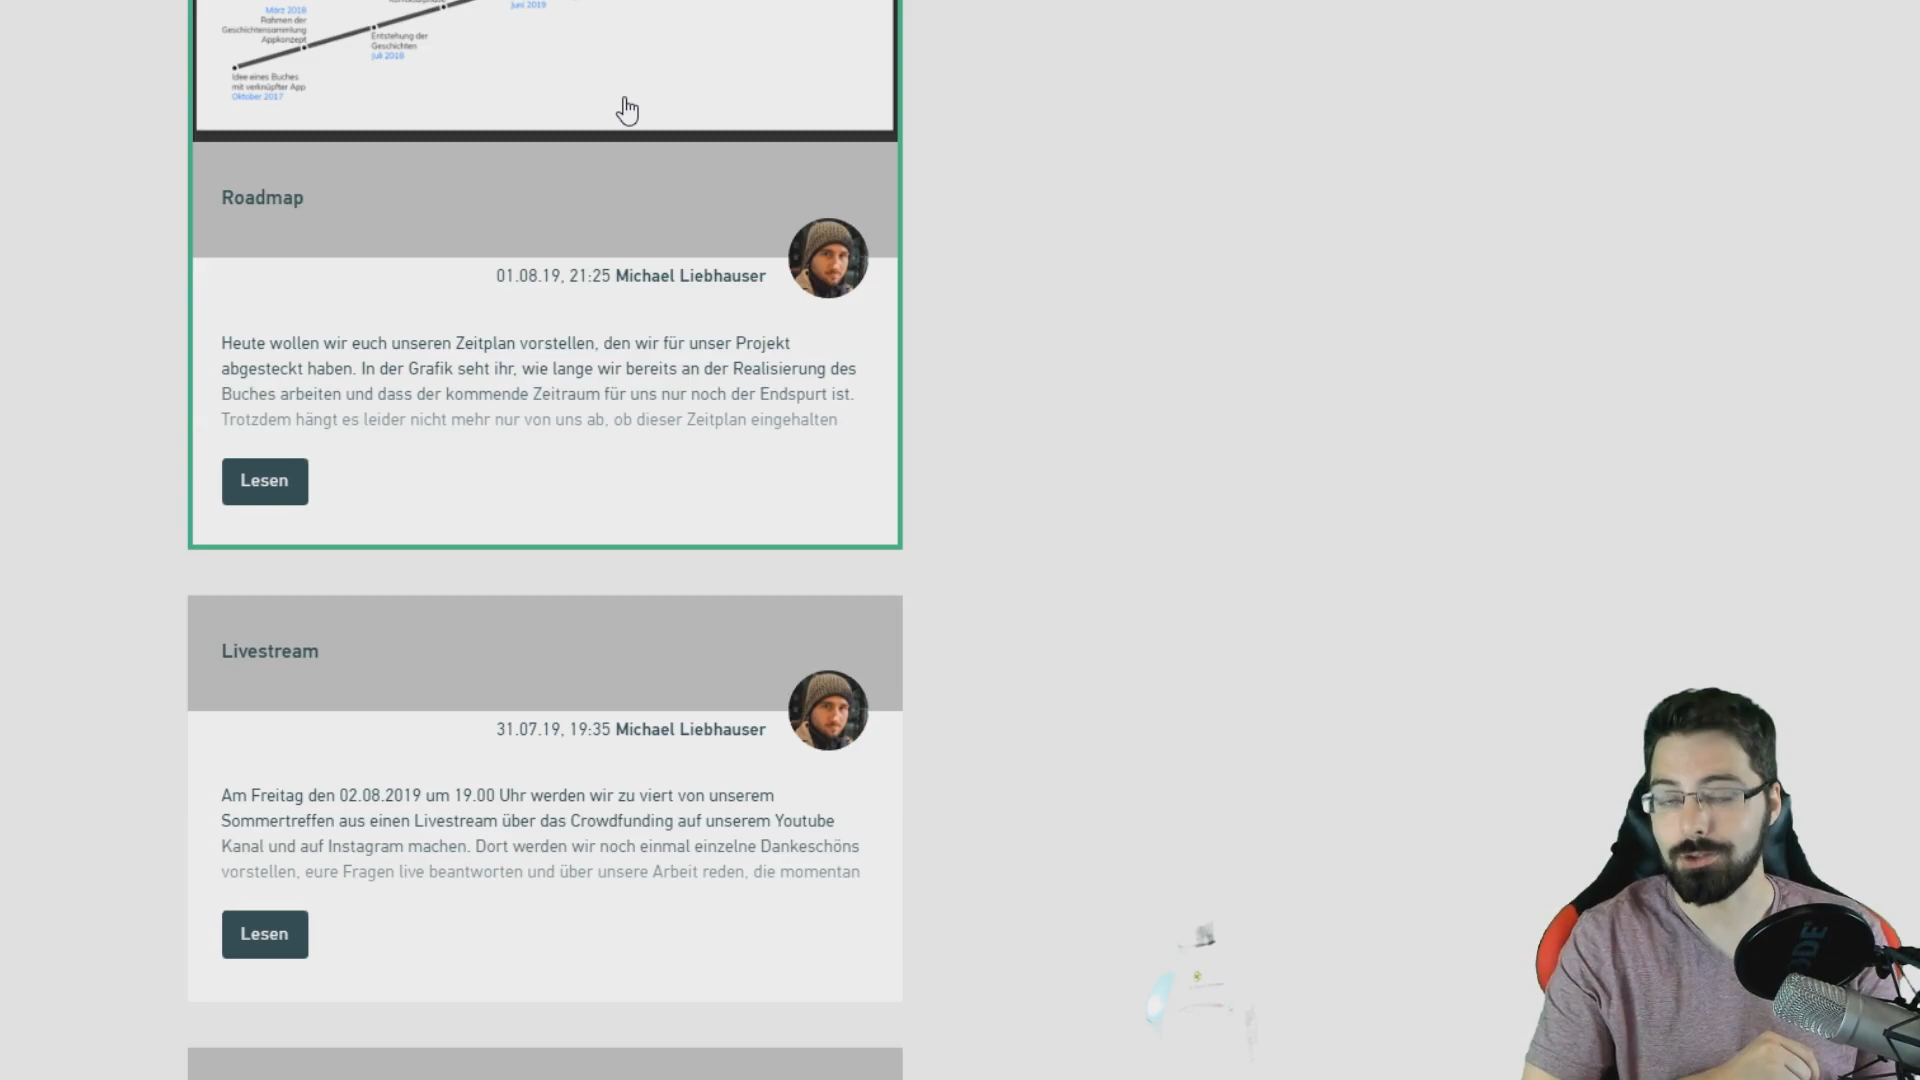 März 2018
Rahmen der
Geschichtensammlung
Appkonzept
Juni 2019
Entstehung der
Geschichten
Juli 2018
Idee eines Buches
mit verknüpfter App
Oktober 2017
Roadmap
01.08.19, 21:25 Michael Liebhauser
Heute wollen wir euch unseren Zeitplan vorstellen, den wir für unser Projekt
abgesteckt haben. In der Grafik seht ihr, wie lange wir bereits an der Realisierung des
Buches arbeiten und dass der kommende Zeitraum für uns nur noch der Endspurt ist.
Trotzdem hängt es leider nicht mehr nur von uns ab, ob dieser Zeitplan eingehalten
Lesen
Livestream
31.07.19, 19:35 Michael Liebhauser
Am Freitag den 02.08.2019 um 19.00 Uhr werden wir zu viert von unserem
Sommertreffen aus einen Livestream über das Crowdfunding auf unserem Youtube
Kanal und auf Instagram machen. Dort werden wir noch einmal einzelne Dankeschöns
vorstellen, eure Fragen live beantworten und über unsere Arbeit reden, die momentan
Lesen